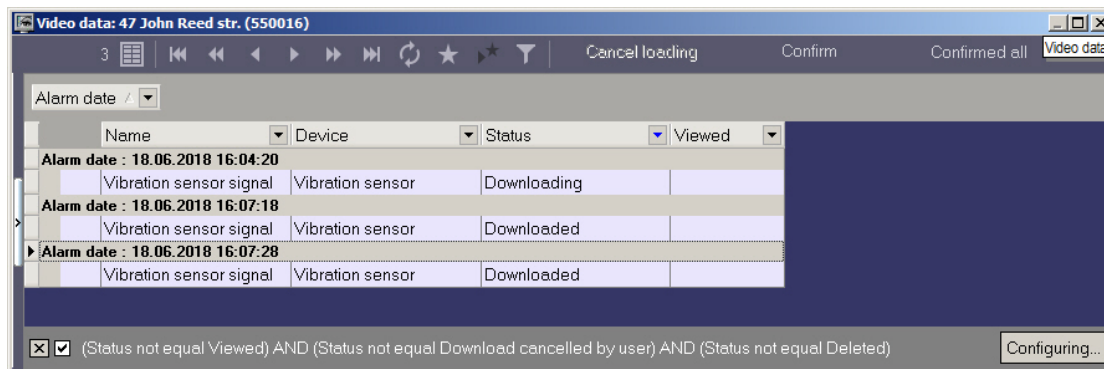 Video data: 47 John Reed str. (550016)
3 Cancel loading Confirm Confirmed all
Video data
Alarm date
Name Device Status Viewed
Alarm date : 18.06.2018 16:04:20
Vibration sensor signal Vibration sensor Downloading
Alarm date : 18.06.2018 16:07:18
Vibration sensor signal Vibration sensor Downloaded
Alarm date : 18.06.2018 16:07:28
Vibration sensor signal Vibration sensor Downloaded
(Status not equal Viewed) AND (Status not equal Download cancelled by user) AND (Status not equal Deleted) Configuring...